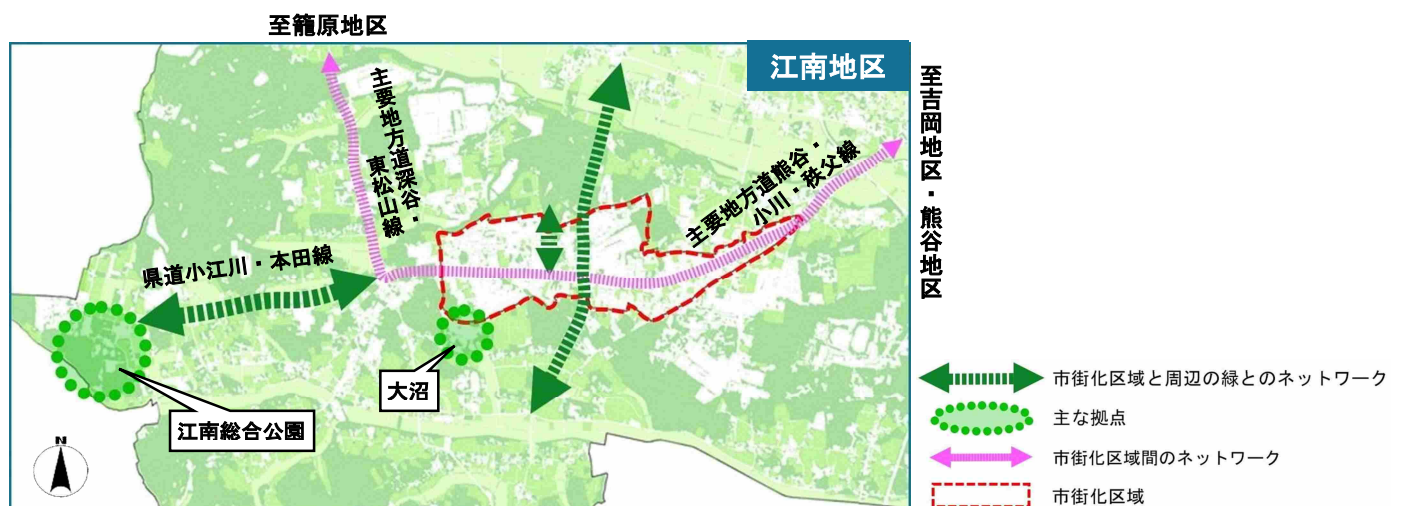 至籠原地区
江南地区
至吉岡地区・熊谷地区
主要地方道深谷・
東松山線
主要地方道熊谷・
小川・秩父線
県道小江川・本田線
大沼
江南総合公園
N
市街化区域と周辺の緑とのネットワーク
主な拠点
市街化区域間のネットワーク
市街化区域